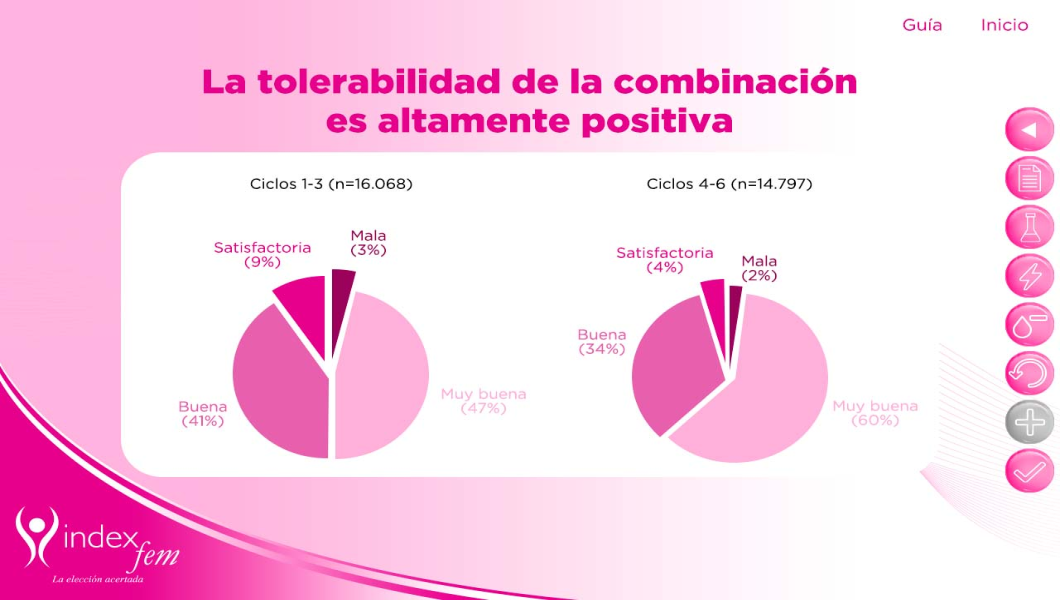 Guía
Inicio
La tolerabilidad de la combinación
es altamente positiva
Ciclos 1-3 (n=16.068)
Satisfactoria
(9%)
Mala
(3%)
Buena
(41%)
Muy buena
(47%)
Ciclos 4-6 (n=14.797)
Satisfactoria
(4%)
Mala
(2%)
Buena
(34%)
Muy buena
(60%)
index
fem
La elección acertada